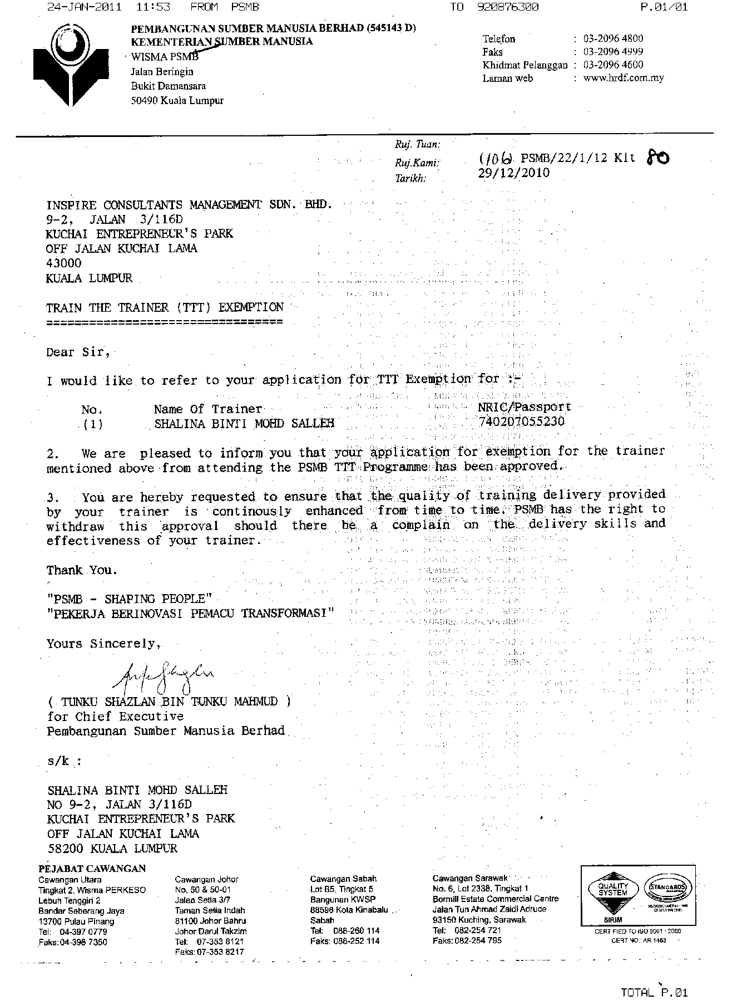 24-JAN-2011 11:53 FROM PSMB TO 920876300 P.01/01
PEMBANGUNAN SUMBER MANUSIA BERHAD (545143 D)
KEMENTERIAN SUMBER MANUSIA
WISMA PSMB
Jalan Beringin
Bukit Damansara
50490 Kuala Lumpur
Telefon : 03-2096 4800
Faks : 03-2096 4999
Khidmat Pelanggan : 03-2096 4600
Laman web : www.hrdf.com.my
Ruj. Tuan:
Ruj.Kami: (106) PSMB/22/1/12 Klt 80
Tarikh: 29/12/2010
INSPIRE CONSULTANTS MANAGEMENT SDN. BHD.
9-2, JALAN 3/116D
KUCHAI ENTREPRENEUR'S PARK
OFF JALAN KUCHAI LAMA
43000
KUALA LUMPUR
TRAIN THE TRAINER (TTT) EXEMPTION
=================================
Dear Sir,
I would like to refer to your application for TTT Exemption for :-
No. Name Of Trainer NRIC/Passport
(1) SHALINA BINTI MOHD SALLEH 740207055230
2. We are pleased to inform you that your application for exemption for the trainer
mentioned above from attending the PSMB TTT Programme has been approved.
3. You are hereby requested to ensure that the quality of training delivery provided
by your trainer is continously enhanced from time to time. PSMB has the right to
withdraw this approval should there be a complain on the delivery skills and
effectiveness of your trainer.
Thank You.
"PSMB - SHAPING PEOPLE"
"PEKERJA BERINOVASI PEMACU TRANSFORMASI"
Yours Sincerely,
( TUNKU SHAZLAN BIN TUNKU MAHMUD )
for Chief Executive
Pembangunan Sumber Manusia Berhad
s/k :
SHALINA BINTI MOHD SALLEH
NO 9-2, JALAN 3/116D
KUCHAI ENTREPRENEUR'S PARK
OFF JALAN KUCHAI LAMA
58200 KUALA LUMPUR
PEJABAT CAWANGAN
Cawangan Utara
Tingkat 2, Wisma PERKESO
Lebuh Tenggiri 2
Bandar Seberang Jaya
13700 Pulau Pinang
Tel: 04-397 0779
Faks: 04-398 7350
Cawangan Johor
No. 50 & 50-01
Jalan Setia 3/7
Taman Setia Indah
81100 Johor Bahru
Johor Darul Takzim
Tel: 07-353 8121
Faks: 07-353 8217
Cawangan Sabah
Lot B5, Tingkat 5
Bangunan KWSP
88598 Kota Kinabalu
Sabah
Tel: 088-260 114
Faks: 088-252 114
Cawangan Sarawak
No. 6, Lot 2338, Tingkat 1
Bormill Estate Commercial Centre
Jalan Tun Ahmad Zaidi Adruce
93150 Kuching, Sarawak
Tel: 082-254 721
Faks: 082-254 795
QUALITY
SYSTEM
SIRIM
STANDARDS
CERTIFIED TO ISO 9001 : 2000
CERT NO.: AR 1483
TOTAL P.01